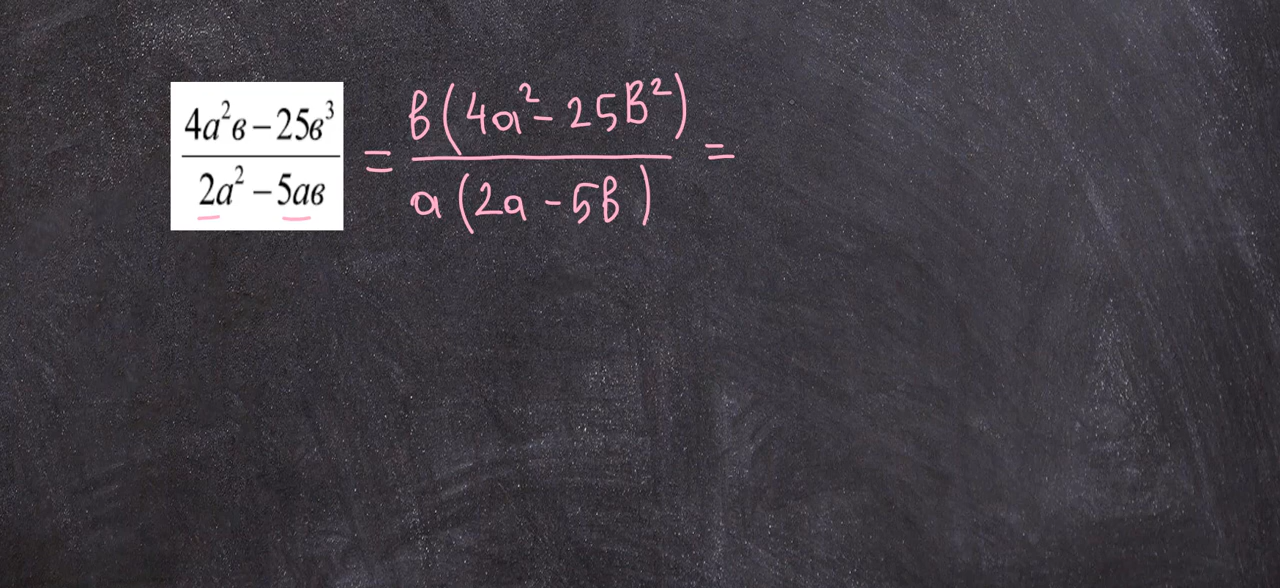 4a²в − 25в³ / 2a² − 5aв = в(4a² − 25в²) / a(2a − 5в) =